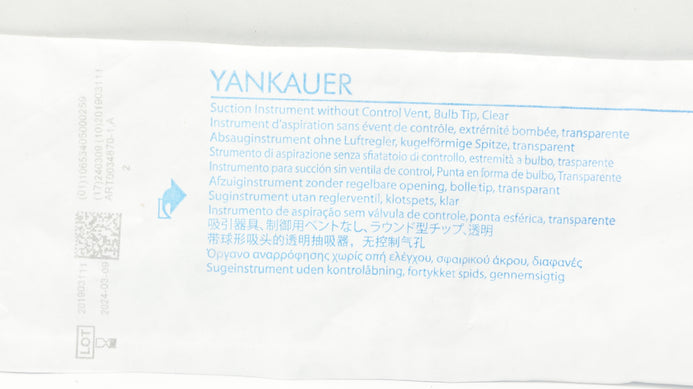 YANKAUER
Suction Instrument without Control Vent, Bulb Tip, Clear
Instrument d'aspiration sans évent de contrôle, extrémité bombée, transparente
Absauginstrument ohne Luftregler, kugelförmige Spitze, transparent
Strumento di aspirazione senza sfiatatoio di controllo, estremità a bulbo, trasparente
Instrumento para succión sin ventila de control, Punta en forma de bulbo, Transparente
Afzuiginstrument zonder regelbare opening, bolle tip, transparant
Suginstrument utan reglerventil, klotspets, klar
Instrumento de aspiração sem válvula de controle, ponta esférica, transparente
吸引器具、制御用ベントなし、ラウンド型チップ、透明
带球形吸头的透明抽吸器，无控制气孔
Όργανο αναρρόφησης χωρίς οπή ελέγχου, σφαιρικού άκρου, διαφανές
Sugeinstrument uden kontrolåbning, fortykket spids, gennemsigtig
(17)240309(10)201903111
2
LOT 201903111
2024-03-09